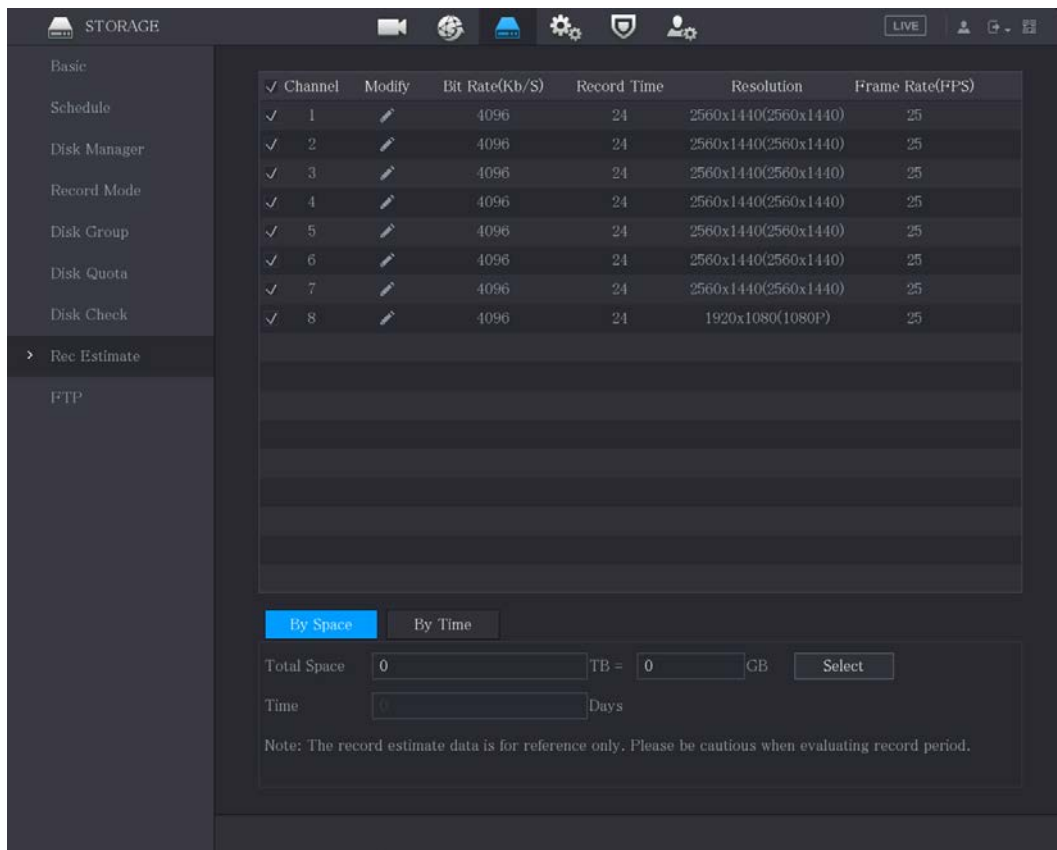 STORAGE LIVE
Basic
Schedule
Disk Manager
Record Mode
Disk Group
Disk Quota
Disk Check
Rec Estimate
FTP
Channel Modify Bit Rate(Kb/S) Record Time Resolution Frame Rate(FPS)
1 4096 24 2560x1440(2560x1440) 25
2 4096 24 2560x1440(2560x1440) 25
3 4096 24 2560x1440(2560x1440) 25
4 4096 24 2560x1440(2560x1440) 25
5 4096 24 2560x1440(2560x1440) 25
6 4096 24 2560x1440(2560x1440) 25
7 4096 24 2560x1440(2560x1440) 25
8 4096 24 1920x1080(1080P) 25
By Space By Time
Total Space 0 TB = 0 GB Select
Time 0 Days
Note: The record estimate data is for reference only. Please be cautious when evaluating record period.